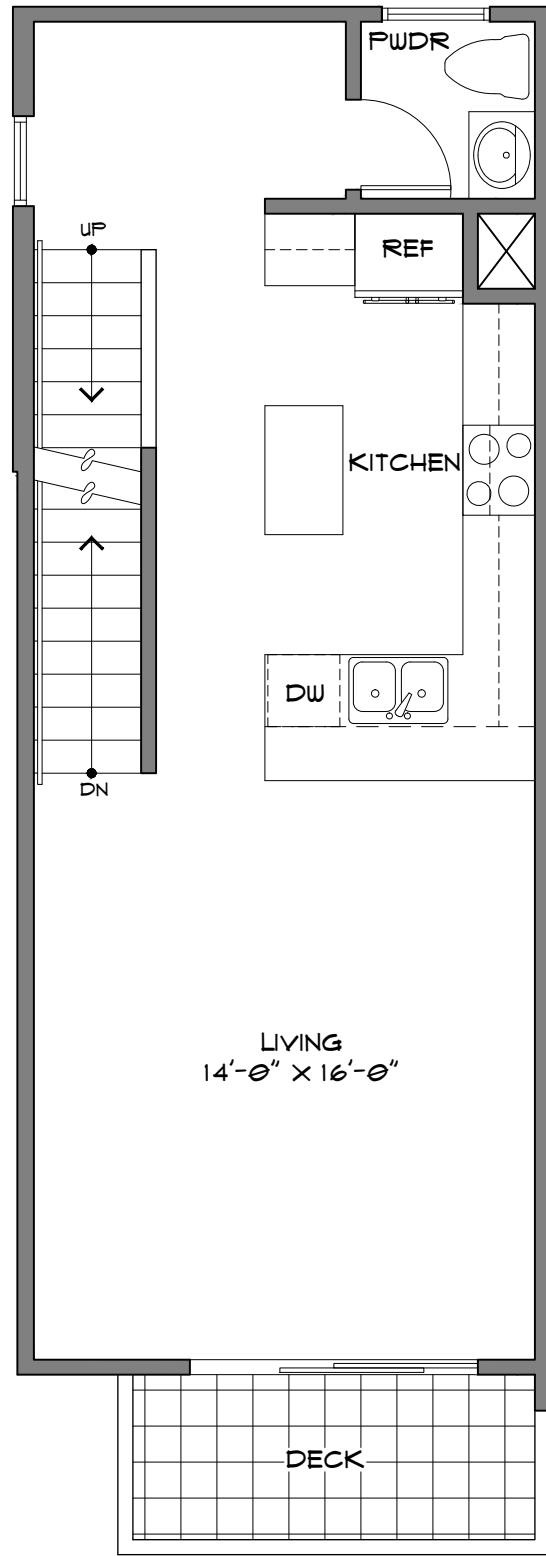 PWDR
UP
REF
KITCHEN
DW
DN
LIVING
14'-0" X 16'-0"
DECK